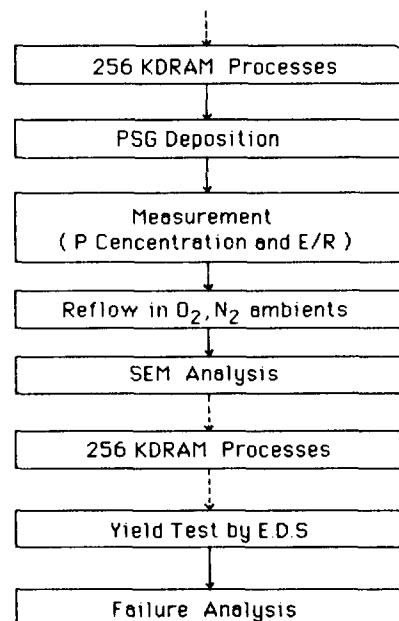 256 KDRAM Processes
PSG Deposition
Measurement
( P Cencentration and E/R )
Reflow in O₂, N₂ ambients
SEM Analysis
256 KDRAM Processes
Yield Test by E.D.S
Failure Analysis